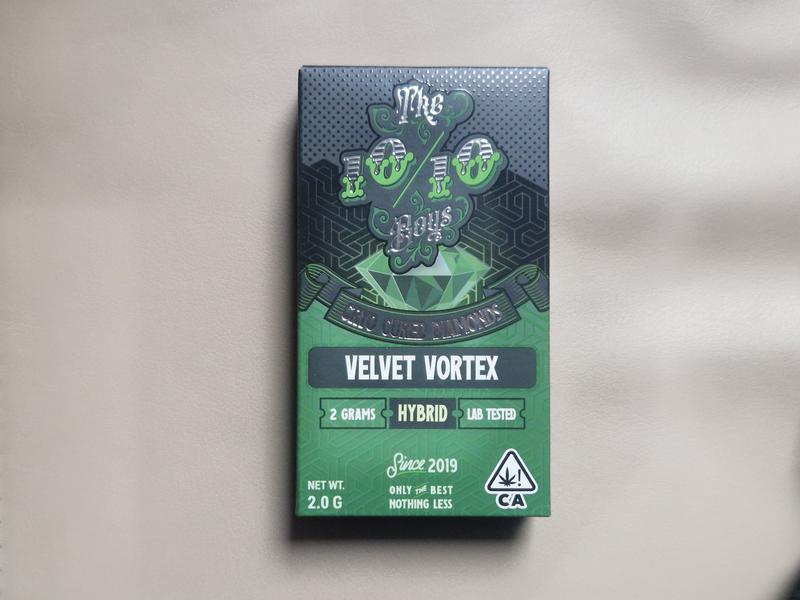 The
10/10
Boys
CRYO CURED DIAMONDS
VELVET VORTEX
2 GRAMS HYBRID LAB TESTED
Since 2019
ONLY THE BEST
NOTHING LESS
NET WT.
2.0 G
!
CA